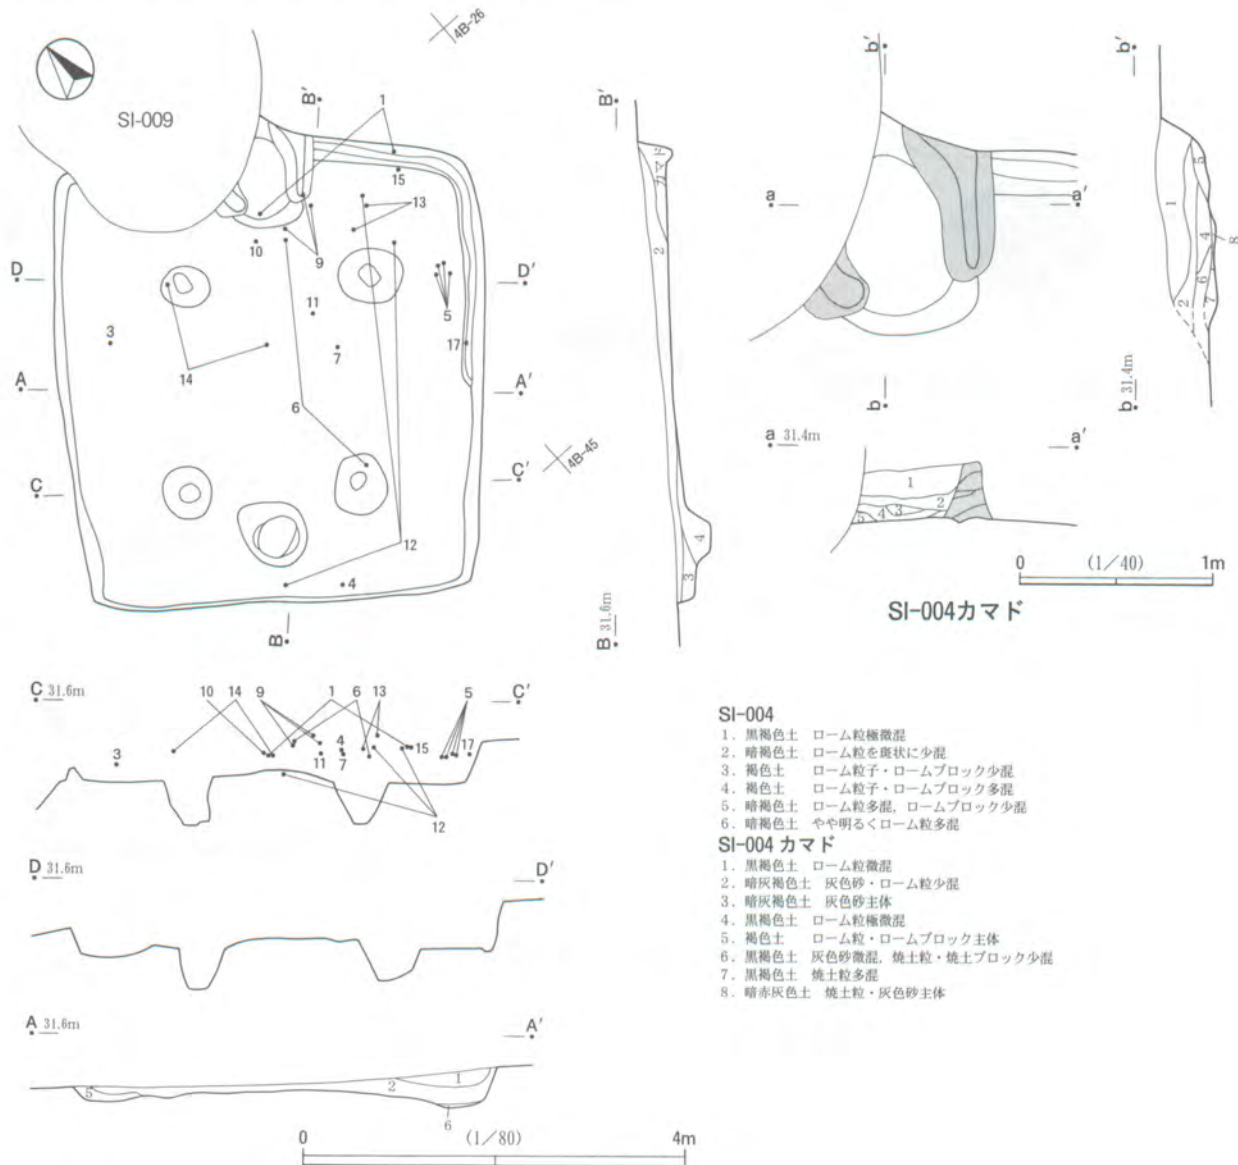 4B-26
SI-009
B'
1
15
13
10
9
D
D'
5
11
3
7
17
14
A
A'
6
4B-45
C
C'
12
4
B
B'
カマド
2
4
3
B 31.6m
b'
a
a'
b
b'
1
5
4
8
6
2
7
b 31.4m
a 31.4m
a'
1
2
3
4
5
0 (1/40) 1m
SI-004カマド
C 31.6m
C'
10 14 9 1 6 13 5
3
4
15
17
11
7
12
D 31.6m
D'
A 31.6m
A'
1
2
5
6
0 (1/80) 4m
SI-004
1. 黒褐色土 ローム粒極微混
2. 暗褐色土 ローム粒を斑状に少混
3. 褐色土 ローム粒子・ロームブロック少混
4. 褐色土 ローム粒子・ロームブロック多混
5. 暗褐色土 ローム粒多混，ロームブロック少混
6. 暗褐色土 やや明るくローム粒多混
SI-004 カマド
1. 黒褐色土 ローム粒微混
2. 暗灰褐色土 灰色砂・ローム粒少混
3. 暗灰褐色土 灰色砂主体
4. 黒褐色土 ローム粒極微混
5. 褐色土 ローム粒・ロームブロック主体
6. 黒褐色土 灰色砂微混，焼土粒・焼土ブロック少混
7. 黒褐色土 焼土粒多混
8. 暗赤灰色土 焼土粒・灰色砂主体